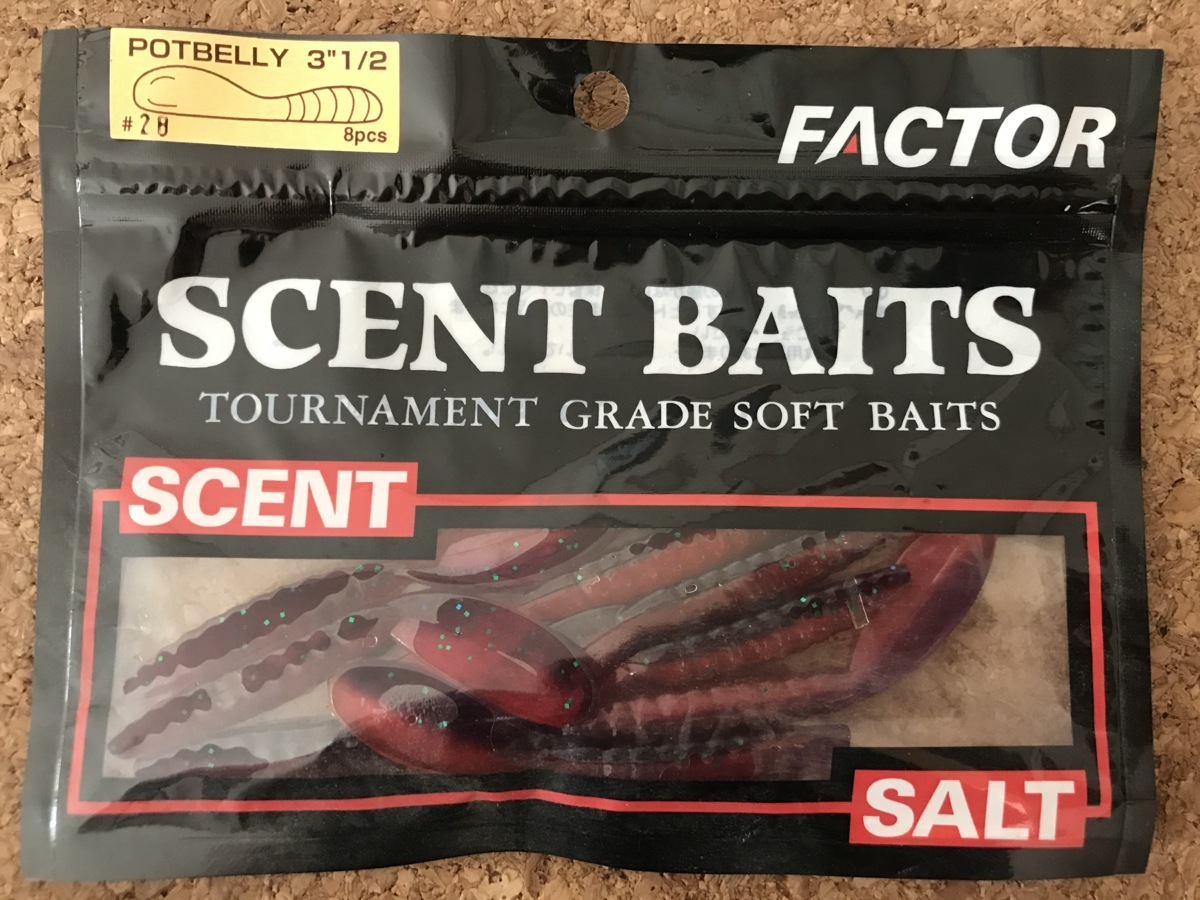 POTBELLY 3"1/2
#28
8pcs
FACTOR
SCENT BAITS
TOURNAMENT GRADE SOFT BAITS
SCENT
SALT